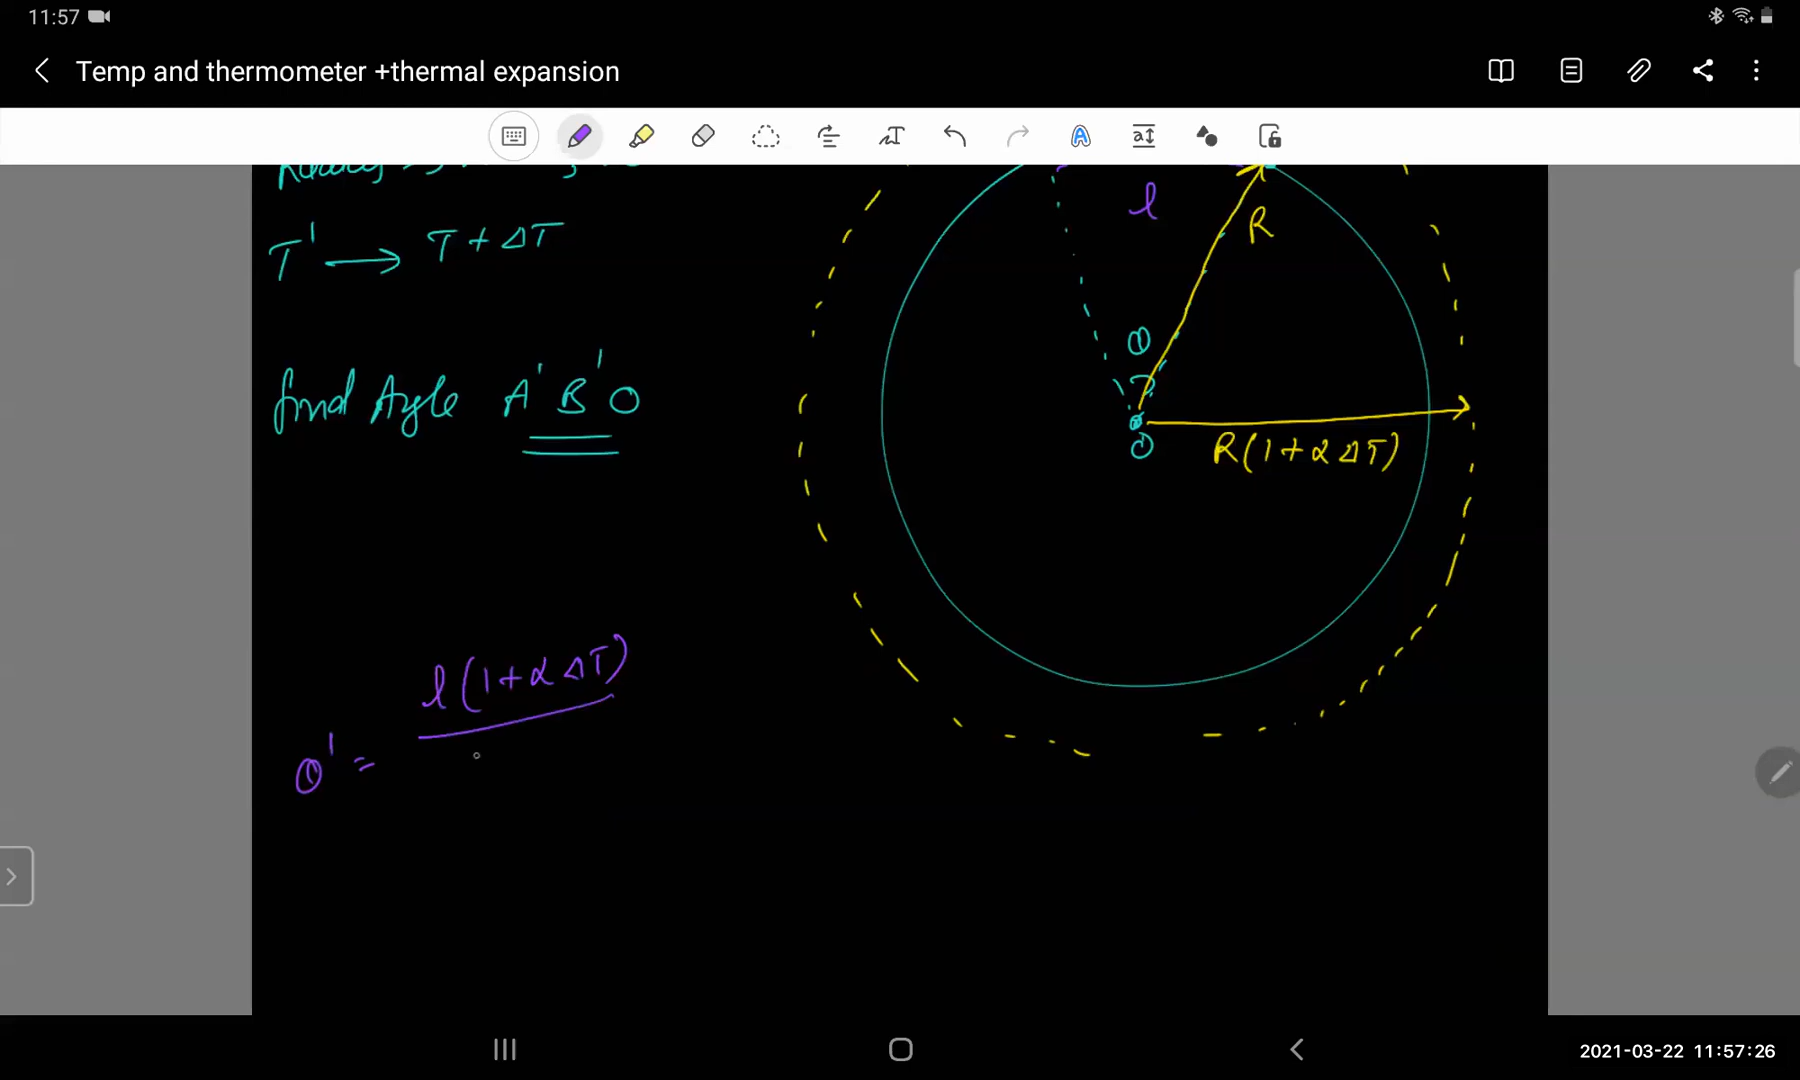 11:57
Temp and thermometer +thermal expansion
T' → T + ΔT
l
R
θ
find Angle A'B'O
O
R(1+αΔT)
l(1+αΔT)
θ' =
2021-03-22 11:57:26